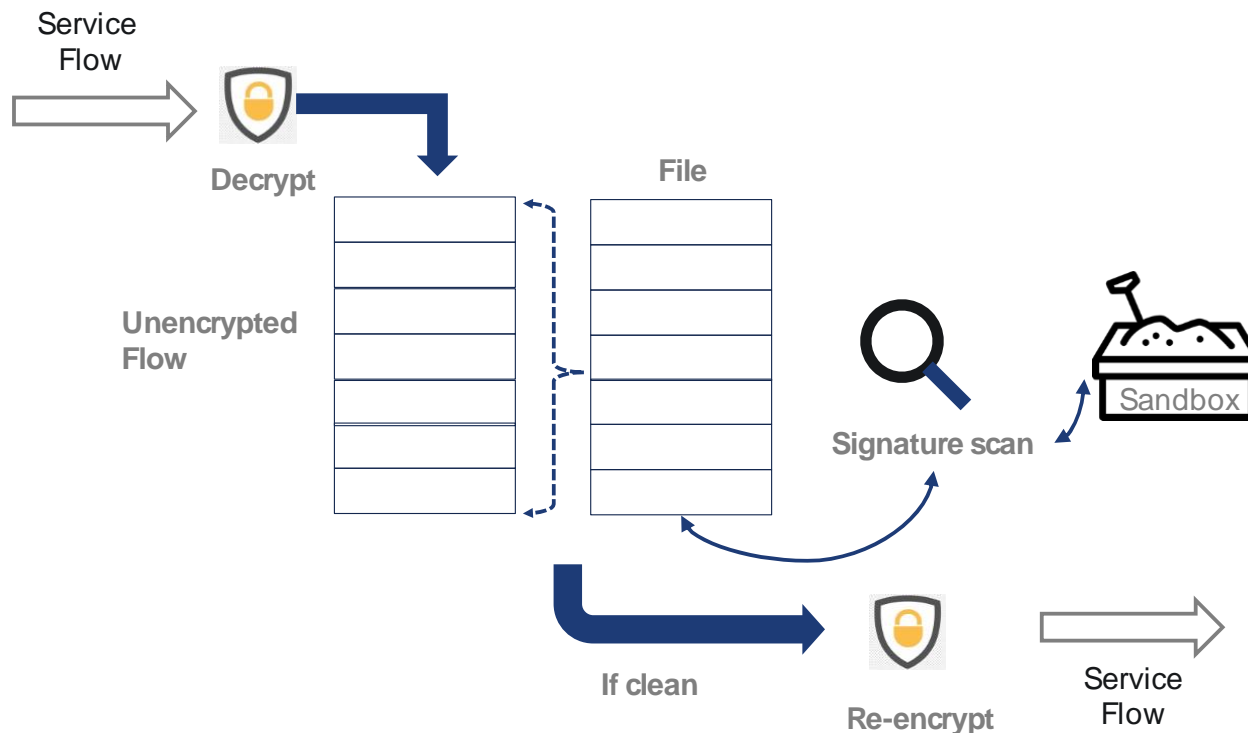 Service
Flow
Decrypt
File
Unencrypted
Flow
Sandbox
Signature scan
If clean
Re-encrypt
Service
Flow